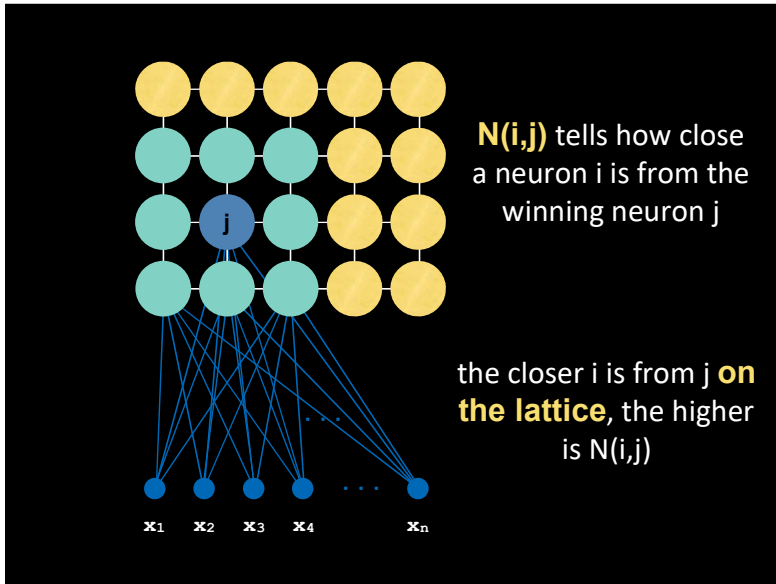 N(i,j) tells how close
a neuron i is from the
winning neuron j
j
the closer i is from j on
the lattice, the higher
is N(i,j)
. . .
. . .
x1 x2 x3 x4 xn